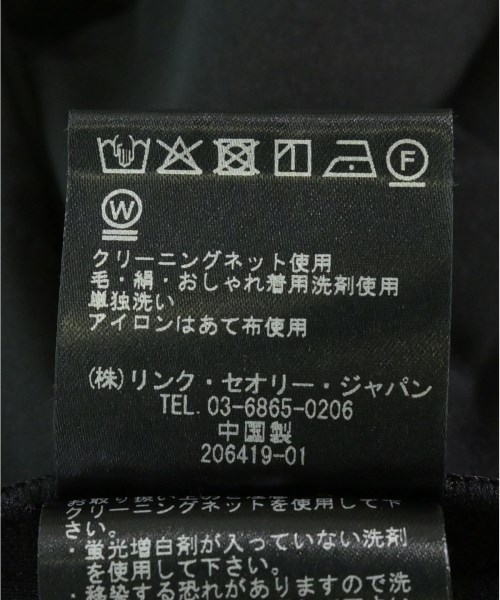 F
W
クリーニングネット使用
毛・絹・おしゃれ着用洗剤使用
単独洗い
アイロンはあて布使用
(株)リンク・セオリー・ジャパン
TEL. 03-6865-0206
中国製
206419-01
クリーニングネットを使用して下
さい。
・蛍光増白剤が入っていない洗剤
を使用して下さい。
・移染する恐れがありますので洗